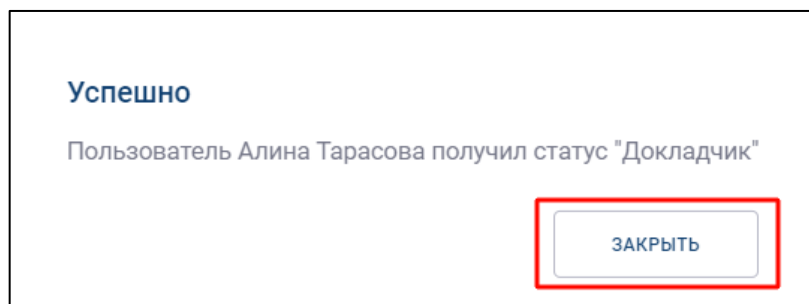 Успешно
Пользователь Алина Тарасова получил статус "Докладчик"
ЗАКРЫТЬ